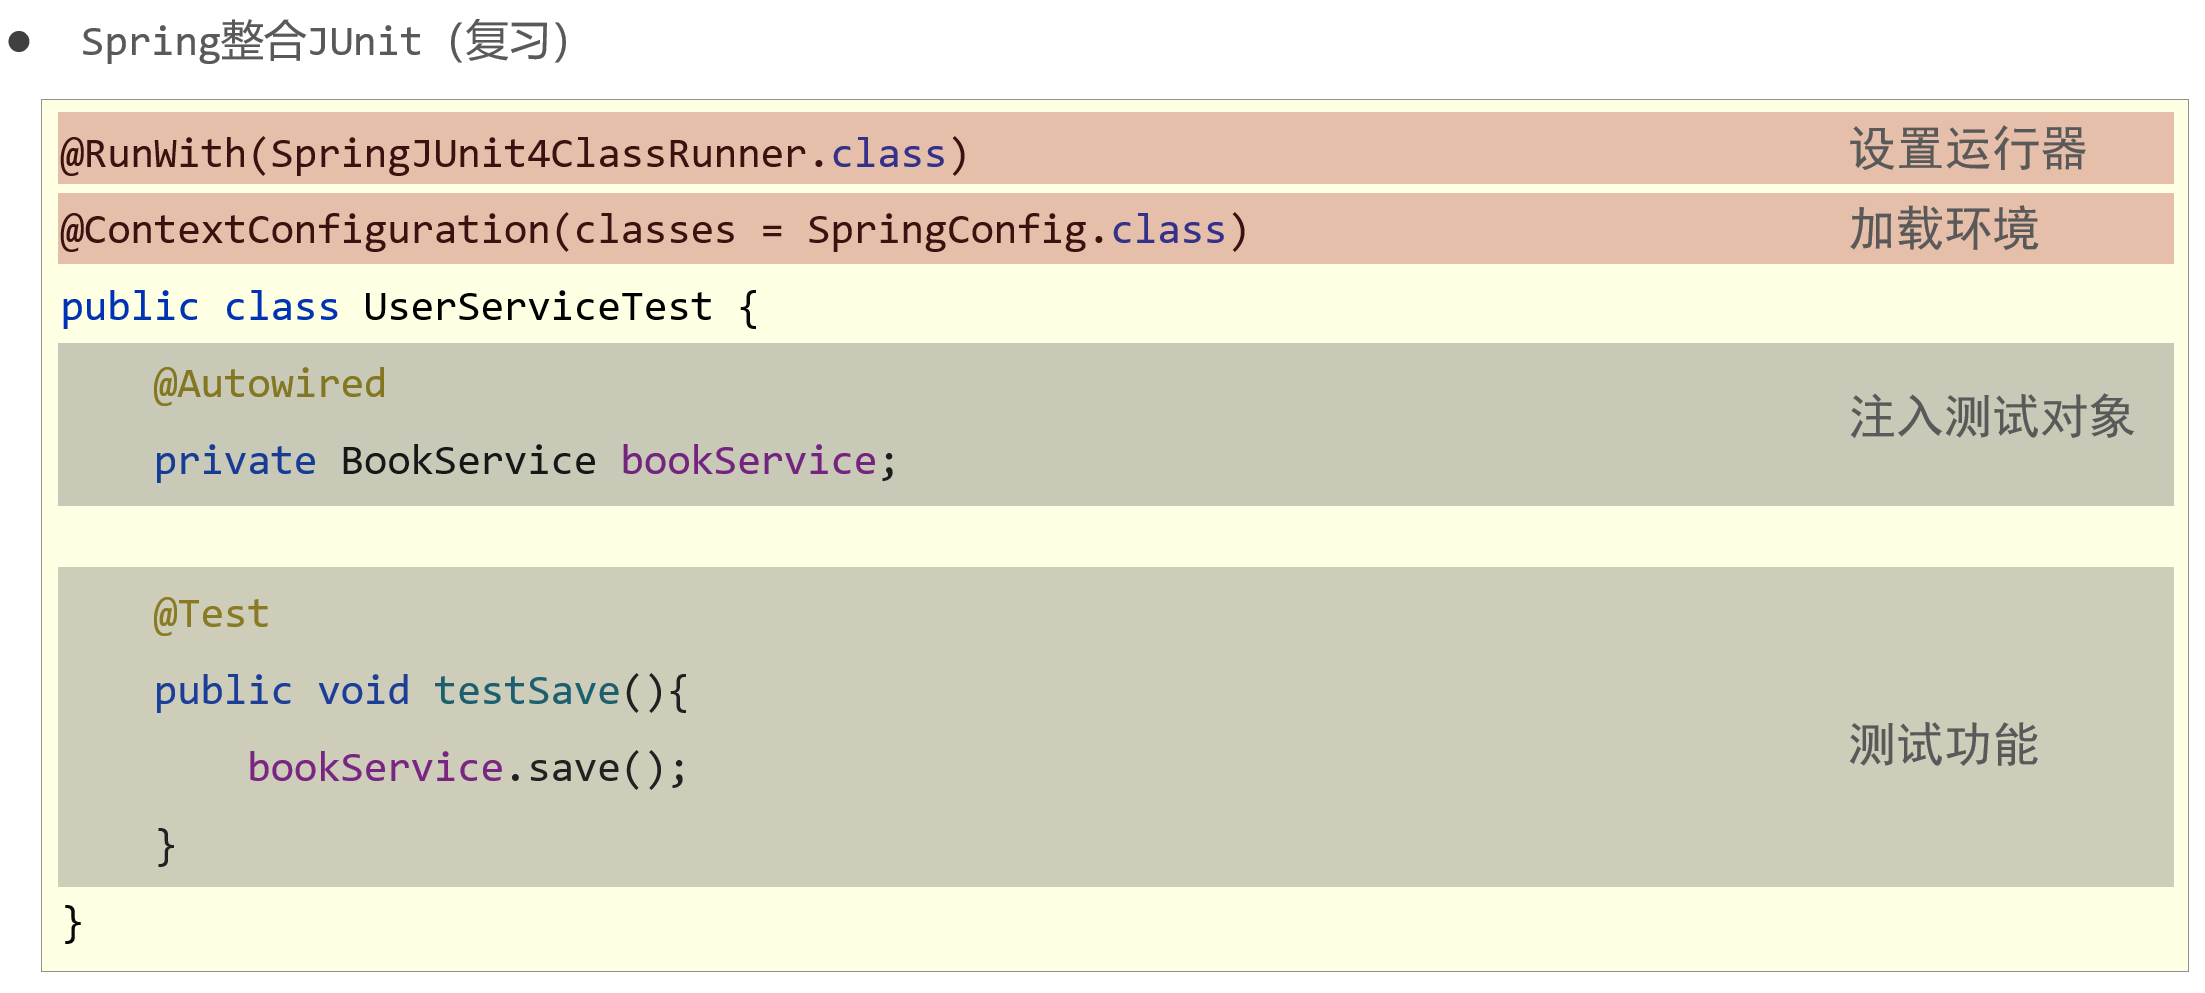 ● Spring整合JUnit（复习）
@RunWith(SpringJUnit4ClassRunner.class) 设置运行器
@ContextConfiguration(classes = SpringConfig.class) 加载环境
public class UserServiceTest {
@Autowired
注入测试对象
private BookService bookService;
@Test
public void testSave(){
测试功能
bookService.save();
}
}